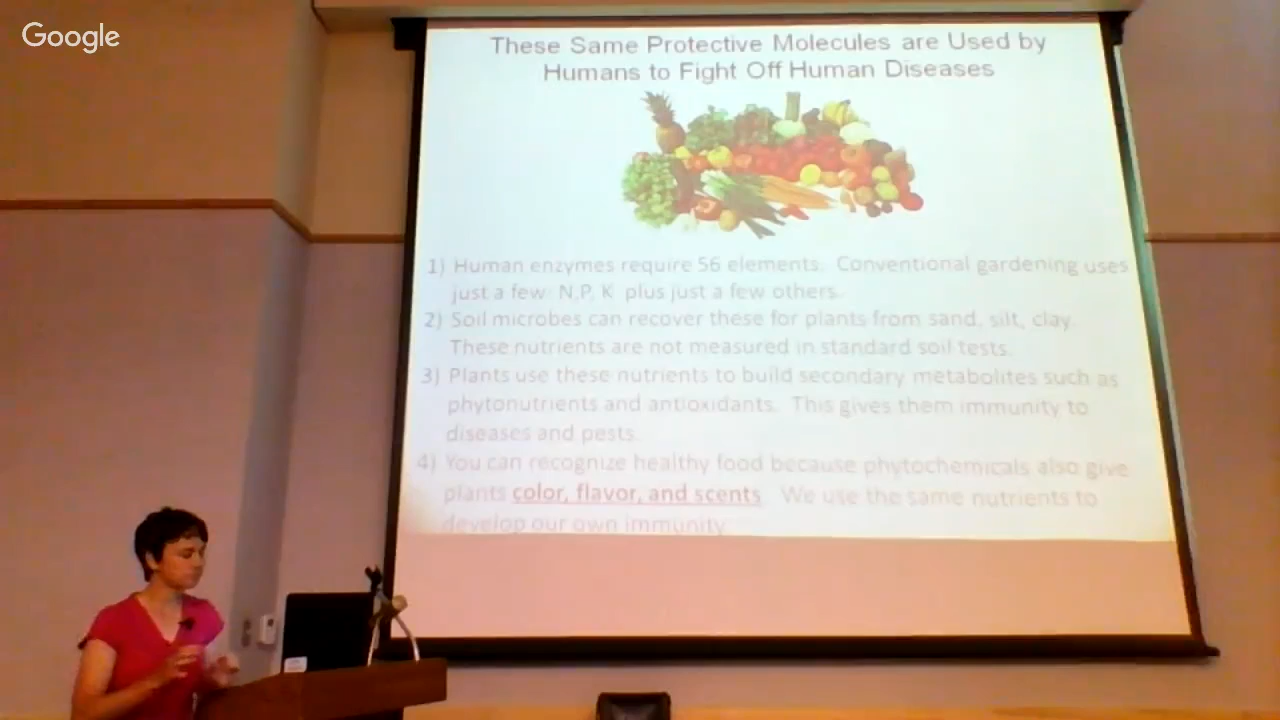 Google
These Same Protective Molecules are Used by
Humans to Fight Off Human Diseases
1) Human enzymes require 56 elements. Conventional gardening uses
just a few: N,P, K plus just a few others.
2) Soil microbes can recover these for plants from sand, silt, clay.
These nutrients are not measured in standard soil tests.
3) Plants use these nutrients to build secondary metabolites such as
phytonutrients and antioxidants. This gives them immunity to
diseases and pests.
4) You can recognize healthy food because phytochemicals also give
plants color, flavor, and scents. We use the same nutrients to
develop our own immunity.